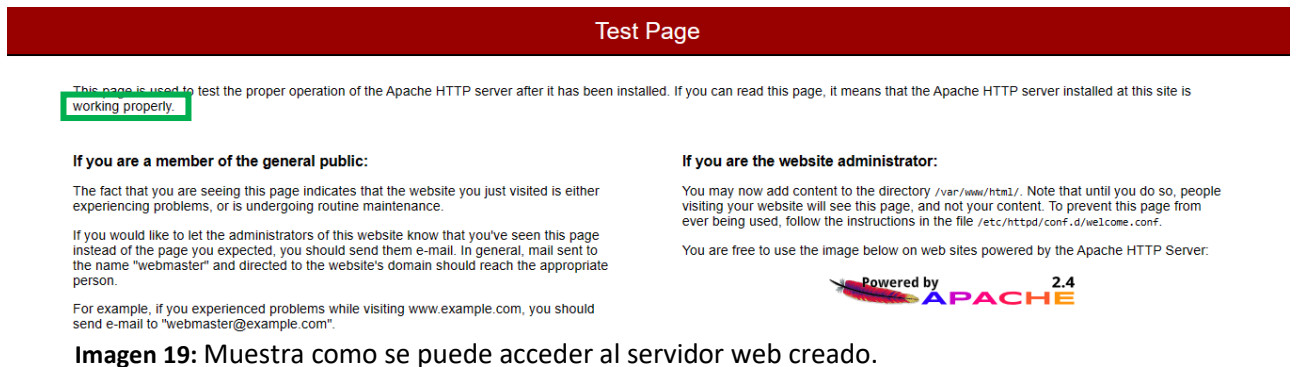 Test Page
This page is used to test the proper operation of the Apache HTTP server after it has been installed. If you can read this page, it means that the Apache HTTP server installed at this site is
working properly.
If you are a member of the general public:
The fact that you are seeing this page indicates that the website you just visited is either
experiencing problems, or is undergoing routine maintenance.
If you would like to let the administrators of this website know that you've seen this page
instead of the page you expected, you should send them e-mail. In general, mail sent to
the name "webmaster" and directed to the website's domain should reach the appropriate
person.
For example, if you experienced problems while visiting www.example.com, you should
send e-mail to "webmaster@example.com".
If you are the website administrator:
You may now add content to the directory /var/www/html/. Note that until you do so, people
visiting your website will see this page, and not your content. To prevent this page from
ever being used, follow the instructions in the file /etc/httpd/conf.d/welcome.conf.
You are free to use the image below on web sites powered by the Apache HTTP Server:
Powered by 2.4
APACHE
Imagen 19: Muestra como se puede acceder al servidor web creado.